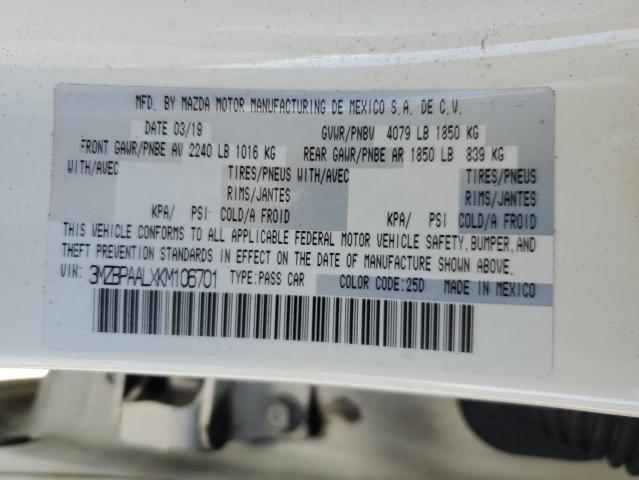 MFD. BY MAZDA MOTOR MANUFACTURING DE MEXICO S.A. DE C.V.
DATE 03/19 GVWR/PNBV 4079 LB 1850 KG
FRONT GAWR/PNBE AV 2240 LB 1016 KG REAR GAWR/PNBE AR 1850 LB 839 KG
WITH/AVEC TIRES/PNEUS WITH/AVEC TIRES/PNEUS
RIMS/JANTES RIMS/JANTES
KPA/ PSI COLD/A FROID KPA/ PSI COLD/A FROID
THIS VEHICLE CONFORMS TO ALL APPLICABLE FEDERAL MOTOR VEHICLE SAFETY, BUMPER, AND
THEFT PREVENTION STANDARDS IN EFFECT ON THE DATE OF MANUFACTURE SHOWN ABOVE.
VIN: 3MZBPAALXKM106701 TYPE:PASS CAR COLOR CODE:25D MADE IN MEXICO